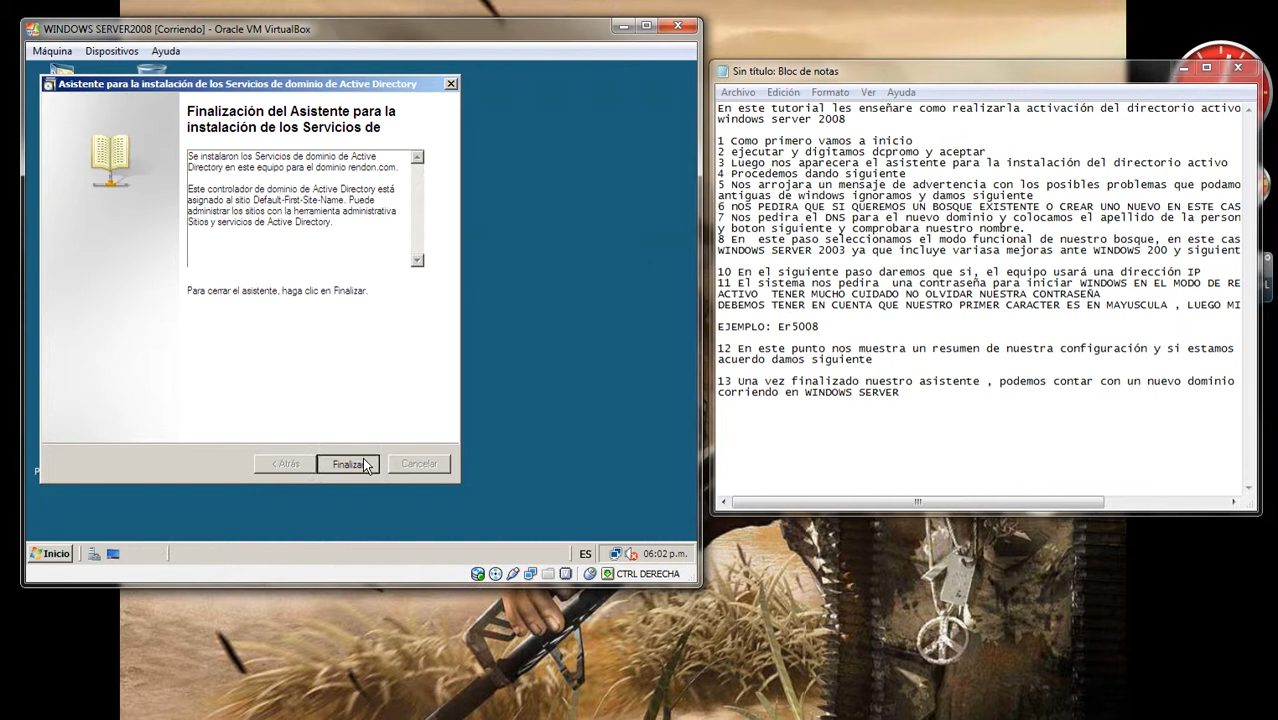 WINDOWS SERVER2008 [Corriendo] - Oracle VM VirtualBox
Máquina Dispositivos Ayuda
Asistente para la instalación de los Servicios de dominio de Active Directory
Finalización del Asistente para la
instalación de los Servicios de
Se instalaron los Servicios de dominio de Active
Directory en este equipo para el dominio rendon.com.
Este controlador de dominio de Active Directory está
asignado al sitio Default-First-Site-Name. Puede
administrar los sitios con la herramienta administrativa
Sitios y servicios de Active Directory.
Para cerrar el asistente, haga clic en Finalizar.
< Atrás Finalizar Cancelar
Inicio ES 06:02 p.m.
CTRL DERECHA
Sin título: Bloc de notas
Archivo Edición Formato Ver Ayuda
En este tutorial les enseñare como realizarla activación del directorio activo
windows server 2008
1 Como primero vamos a inicio
2 ejecutar y digitamos dcpromo y aceptar
3 Luego nos aparecera el asistente para la instalación del directorio activo
4 Procedemos dando siguiente
5 Nos arrojara un mensaje de advertencia con los posibles problemas que podamo
antiguas de windows ignoramos y damos siguiente
6 nOS PEDIRA QUE SI QUEREMOS UN BOSQUE EXISTENTE O CREAR UNO NUEVO EN ESTE CAS
7 Nos pedira el DNS para el nuevo dominio y colocamos el apellido de la person
y boton siguiente y comprobara nuestro nombre.
8 En este paso seleccionamos el modo funcional de nuestro bosque, en este cas
WINDOWS SERVER 2003 ya que incluye variasa mejoras ante WINDOWS 200 y siguient
10 En el siguiente paso daremos que si, el equipo usará una dirección IP
11 El sistema nos pedira una contraseña para iniciar WINDOWS EN EL MODO DE RE
ACTIVO TENER MUCHO CUIDADO NO OLVIDAR NUESTRA CONTRASEÑA
DEBEMOS TENER EN CUENTA QUE NUESTRO PRIMER CARACTER ES EN MAYUSCULA , LUEGO MI
EJEMPLO: Er5008
12 En este punto nos muestra un resumen de nuestra configuración y si estamos
acuerdo damos siguiente
13 Una vez finalizado nuestro asistente , podemos contar con un nuevo dominio
corriendo en WINDOWS SERVER